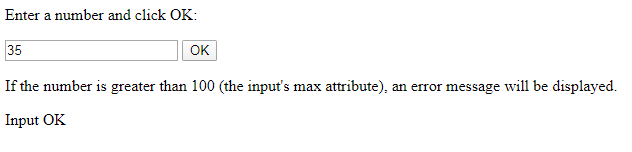 Enter a number and click OK:
35 OK
If the number is greater than 100 (the input's max attribute), an error message will be displayed.
Input OK